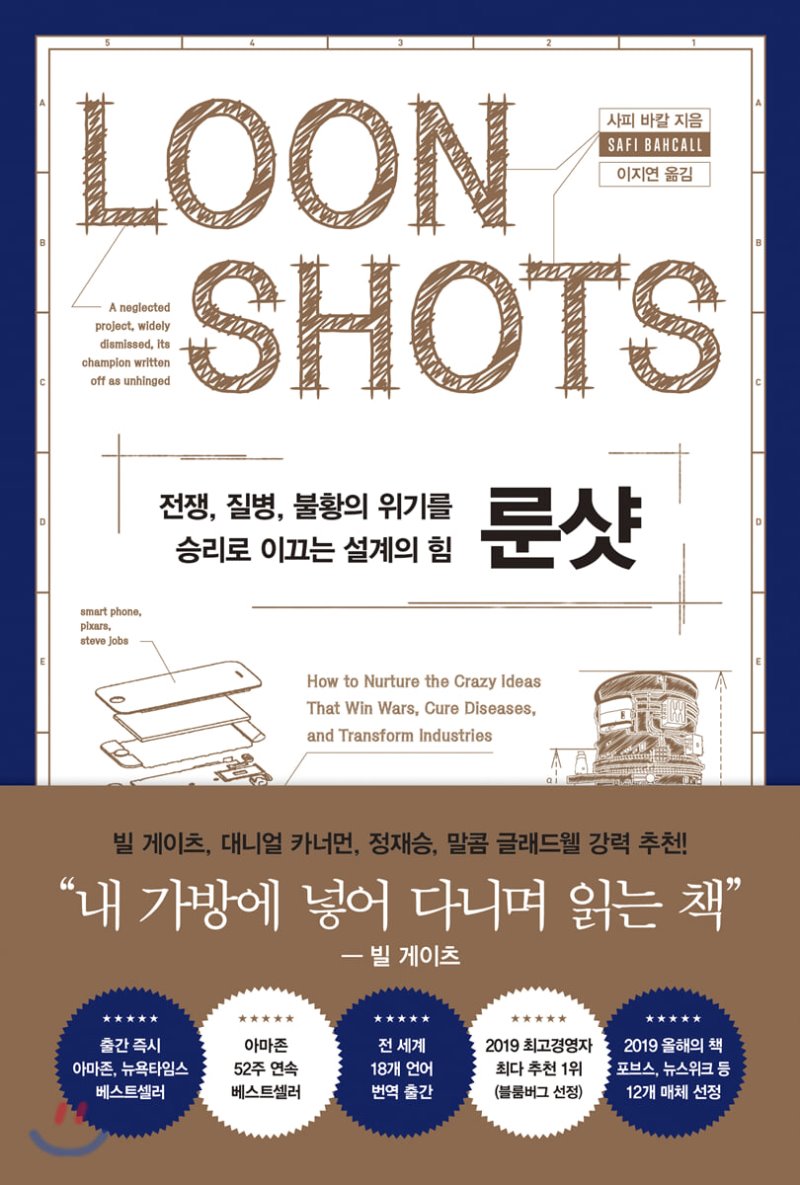 5 4 3 2 1
A A
LOON
사피 바칼 지음
SAFI BAHCALL
이지연 옮김
B B
SHOTS
A neglected
project, widely
dismissed, its
champion written
off as unhinged
C C
전쟁, 질병, 불황의 위기를
승리로 이끄는 설계의 힘
룬샷
D D
smart phone,
pixars,
steve jobs
E E
How to Nurture the Crazy Ideas
That Win Wars, Cure Diseases,
and Transform Industries
빌 게이츠, 대니얼 카너먼, 정재승, 말콤 글래드웰 강력 추천!
“내 가방에 넣어 다니며 읽는 책”
— 빌 게이츠
★★★★★
출간 즉시
아마존, 뉴욕타임스
베스트셀러
★★★★★
아마존
52주 연속
베스트셀러
★★★★★
전 세계
18개 언어
번역 출간
★★★★★
2019 최고경영자
최다 추천 1위
(블룸버그 선정)
★★★★★
2019 올해의 책
포브스, 뉴스위크 등
12개 매체 선정